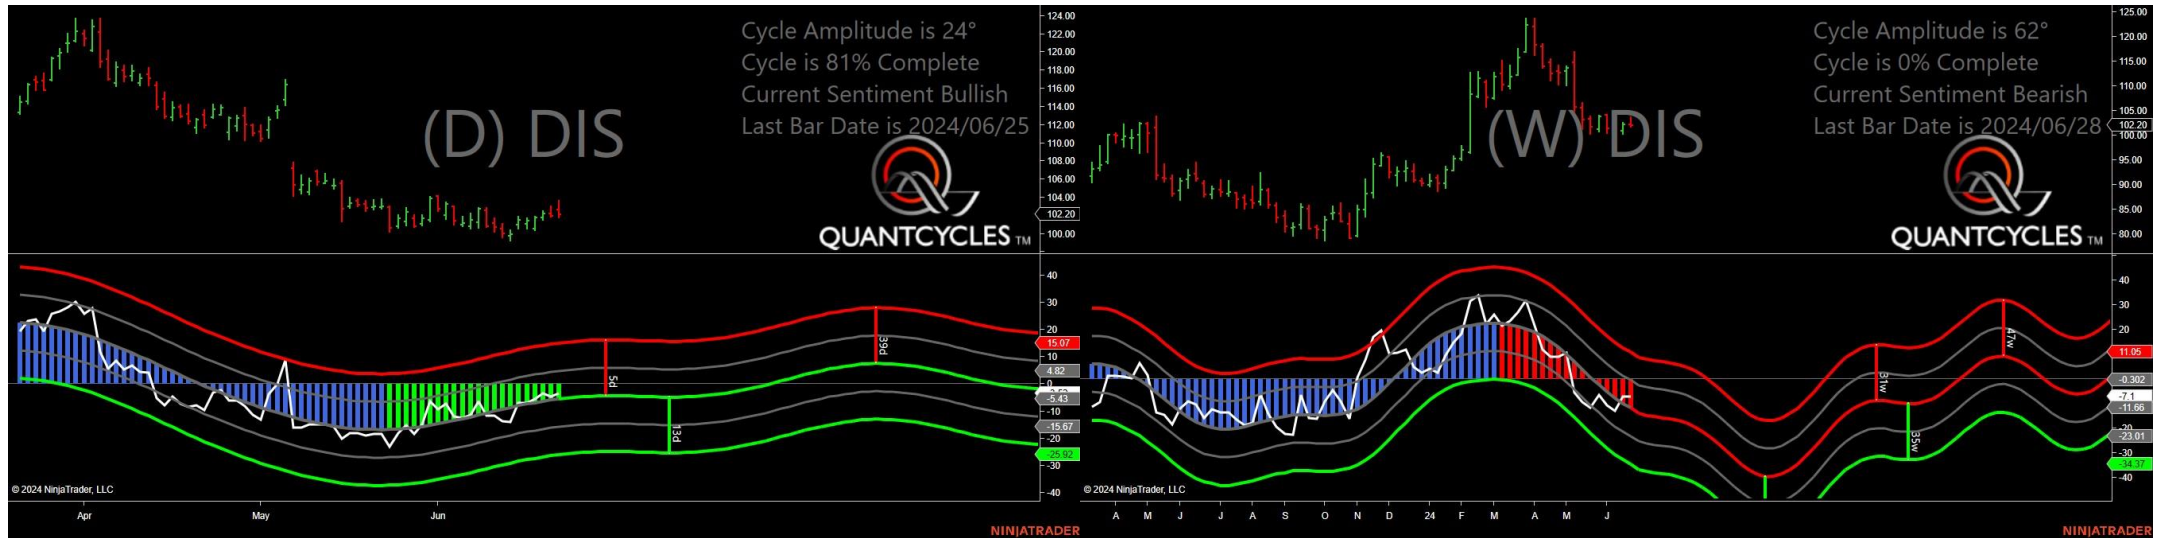 Cycle Amplitude is 24°
Cycle is 81% Complete
Current Sentiment Bullish
Last Bar Date is 2024/06/25
(D) DIS
QUANTCYCLES TM
124.00
122.00
120.00
118.00
116.00
114.00
112.00
110.00
108.00
106.00
104.00
102.20
100.00
40
30
20
15.07
10
4.82
0
-5.43
-10
-15.67
-20
-25.92
-30
-40
5d
13d
39d
© 2024 NinjaTrader, LLC
Apr May Jun
NINJATRADER
Cycle Amplitude is 62°
Cycle is 0% Complete
Current Sentiment Bearish
Last Bar Date is 2024/06/28
(W) DIS
QUANTCYCLES TM
125.00
120.00
115.00
110.00
105.00
102.20
100.00
95.00
90.00
85.00
80.00
40
30
20
11.05
-0.302
-7.1
-11.66
-20
-23.01
-30
-34.37
-40
31w
35w
47w
© 2024 NinjaTrader, LLC
A M J J A S O N D 24 F M A M J
NINJATRADER